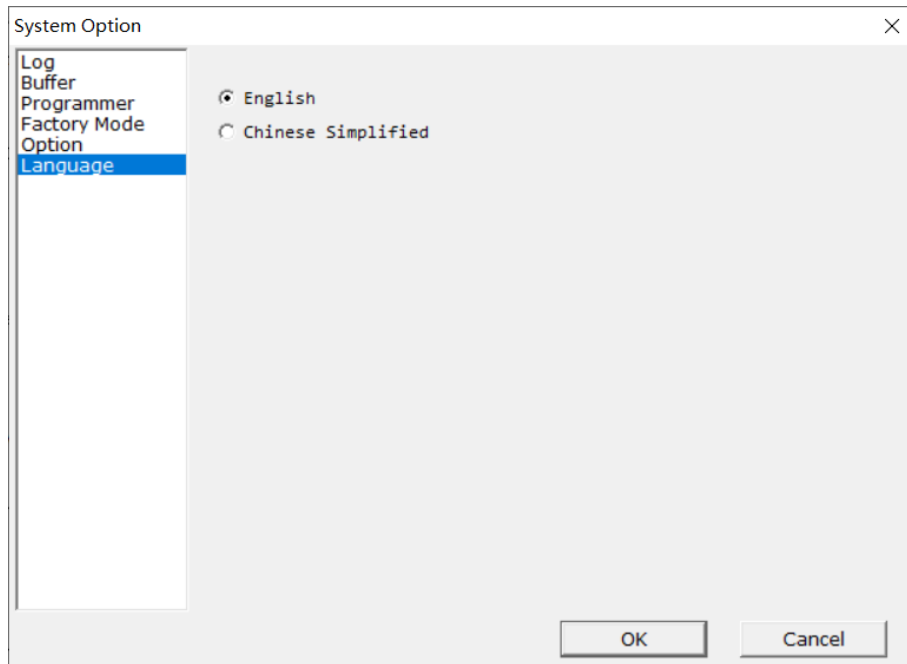 System Option
Log
Buffer
Programmer
Factory Mode
Option
Language
English
Chinese Simplified
OK
Cancel